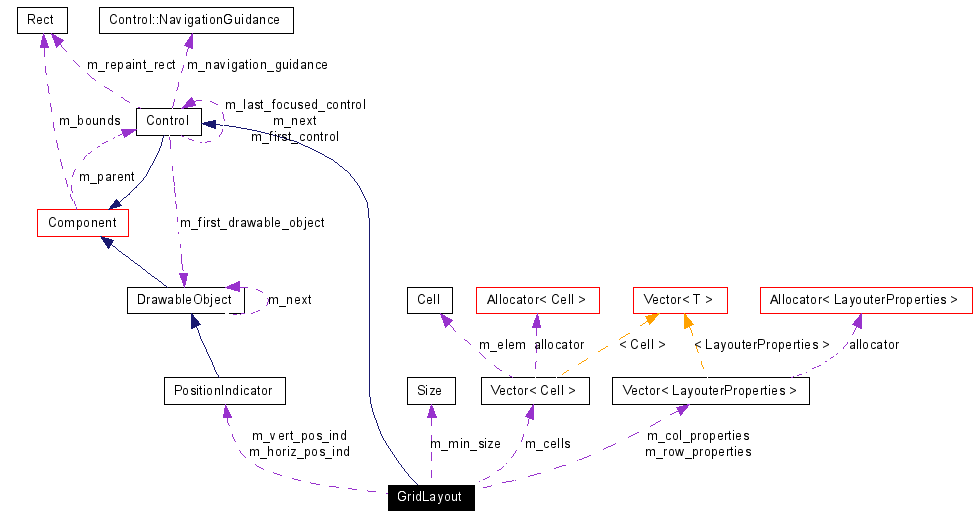 Rect
Control::NavigationGuidance
m_repaint_rect
m_navigation_guidance
m_last_focused_control
m_next
m_first_control
m_bounds
Control
m_parent
Component
m_first_drawable_object
DrawableObject
m_next
Cell
Allocator< Cell >
Vector< T >
Allocator< LayouterProperties >
m_elem
allocator
< Cell >
< LayouterProperties >
allocator
PositionIndicator
Size
Vector< Cell >
Vector< LayouterProperties >
m_vert_pos_ind
m_horiz_pos_ind
m_min_size
m_cells
m_col_properties
m_row_properties
GridLayout